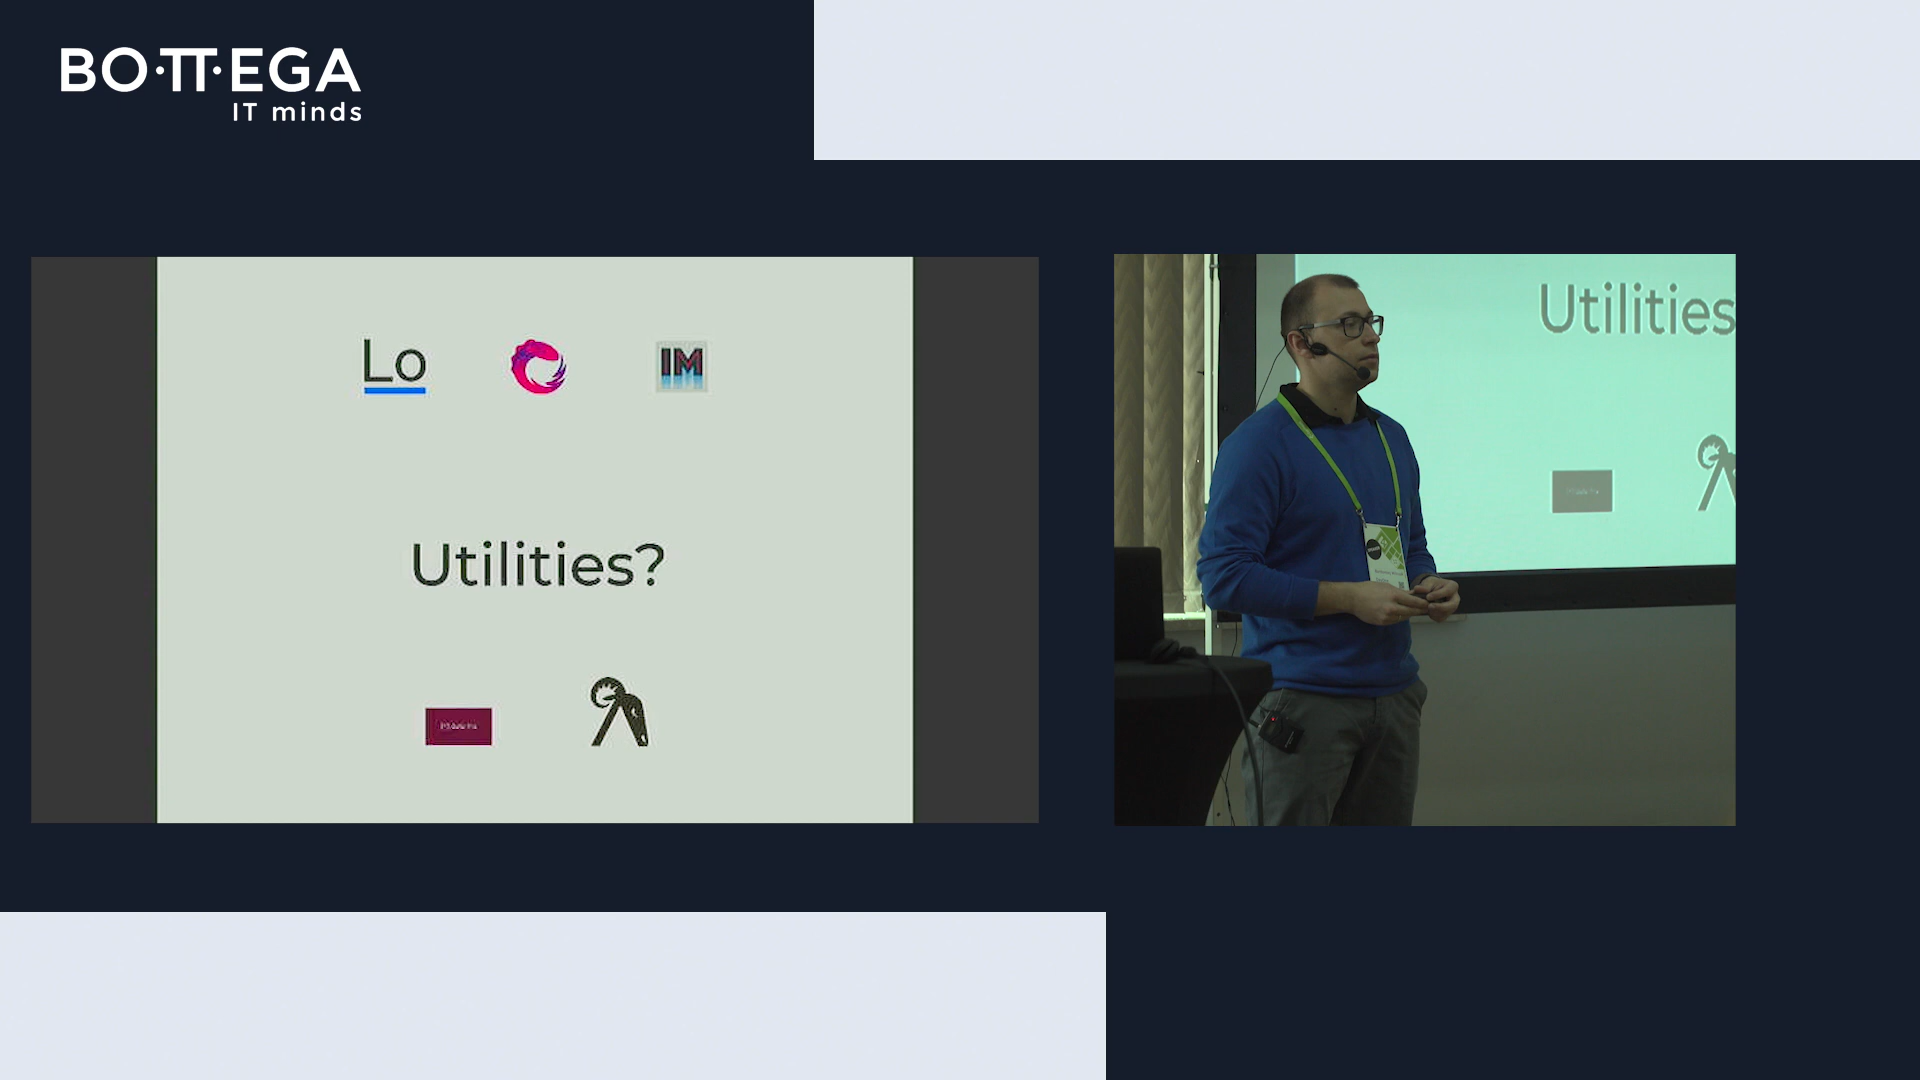 BO·TT·EGA
IT minds
Lo
IM
Utilities?
Utilities